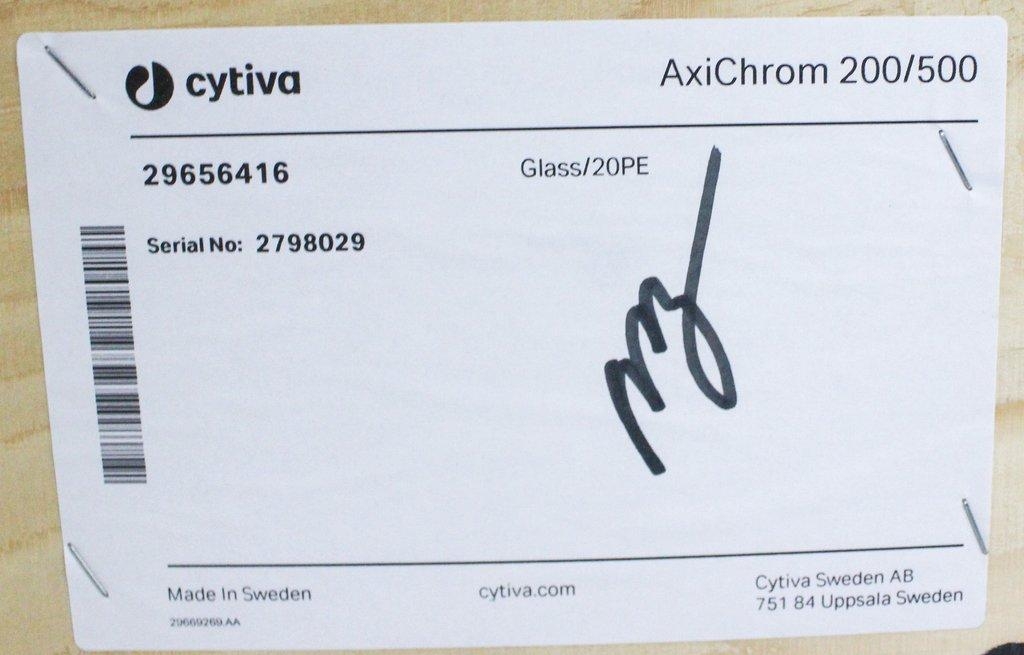 cytiva
AxiChrom 200/500
29656416
Glass/20PE
Serial No: 2798029
Made In Sweden
cytiva.com
Cytiva Sweden AB
751 84 Uppsala Sweden
29669269 AA